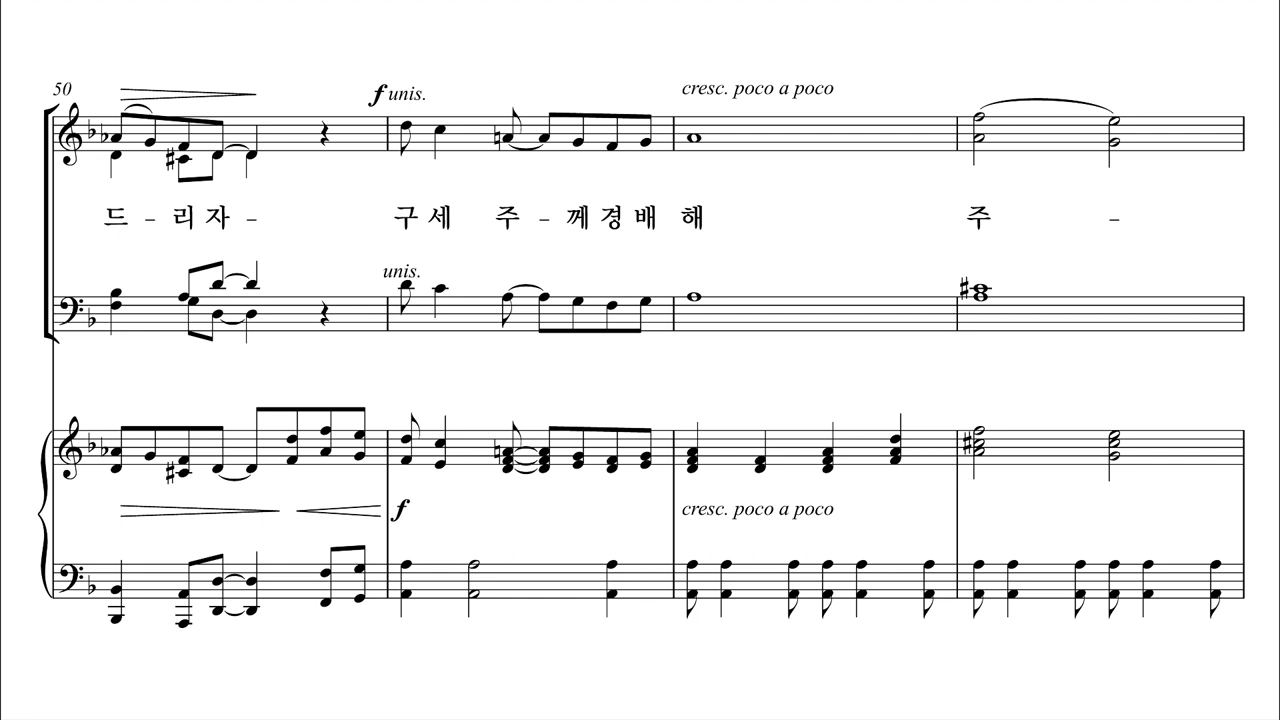 50
f unis. cresc. poco a poco
드 - 리 자 - 구 세 주 - 께 경 배 해 주 -
unis.
f cresc. poco a poco